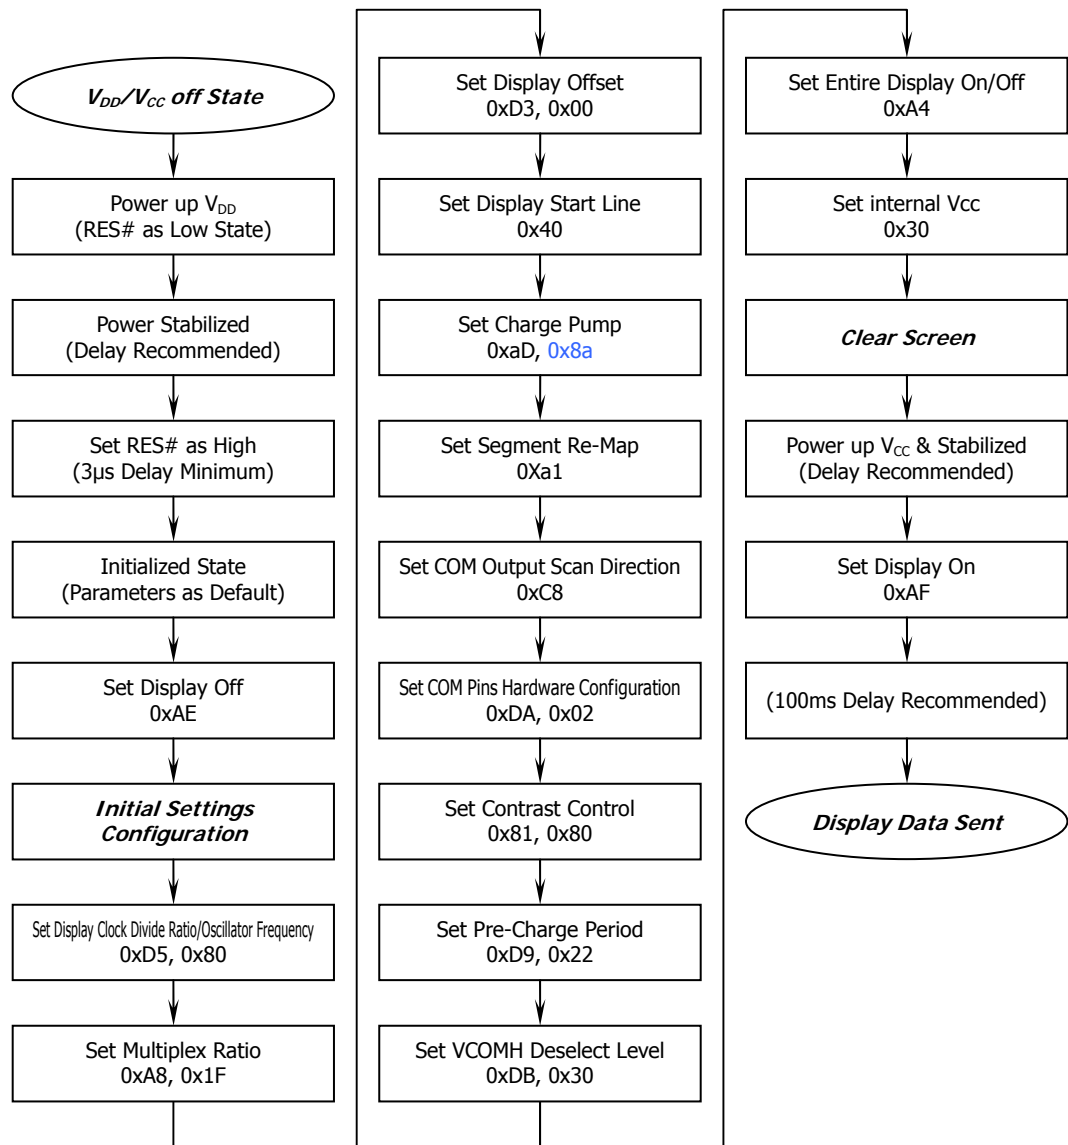 V_DD/V_CC off State
Power up V_DD
(RES# as Low State)
Power Stabilized
(Delay Recommended)
Set RES# as High
(3μs Delay Minimum)
Initialized State
(Parameters as Default)
Set Display Off
0xAE
Initial Settings
Configuration
Set Display Clock Divide Ratio/Oscillator Frequency
0xD5, 0x80
Set Multiplex Ratio
0xA8, 0x1F
Set Display Offset
0xD3, 0x00
Set Display Start Line
0x40
Set Charge Pump
0xaD, 0x8a
Set Segment Re-Map
0Xa1
Set COM Output Scan Direction
0xC8
Set COM Pins Hardware Configuration
0xDA, 0x02
Set Contrast Control
0x81, 0x80
Set Pre-Charge Period
0xD9, 0x22
Set VCOMH Deselect Level
0xDB, 0x30
Set Entire Display On/Off
0xA4
Set internal Vcc
0x30
Clear Screen
Power up V_CC & Stabilized
(Delay Recommended)
Set Display On
0xAF
(100ms Delay Recommended)
Display Data Sent